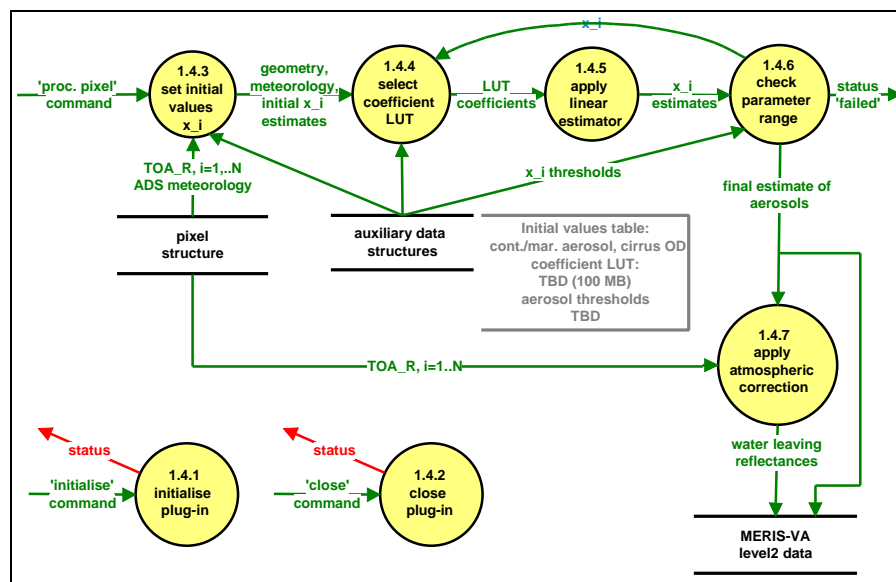 x_i
'proc. pixel'
command
1.4.3
set initial
values
x_i
geometry,
meteorology,
initial x_i
estimates
1.4.4
select
coefficient
LUT
LUT
coefficients
1.4.5
apply
linear
estimator
x_i
estimates
1.4.6
check
parameter
range
status
'failed'
TOA_R, i=1,..N
ADS meteorology
x_i thresholds
final estimate of
aerosols
pixel
structure
auxiliary data
structures
Initial values table:
cont./mar. aerosol, cirrus OD
coefficient LUT:
TBD (100 MB)
aerosol thresholds
TBD
TOA_R, i=1..N
1.4.7
apply
atmospheric
correction
status
'initialise'
command
1.4.1
initialise
plug-in
status
'close'
command
1.4.2
close
plug-in
water leaving
reflectances
MERIS-VA
level2 data